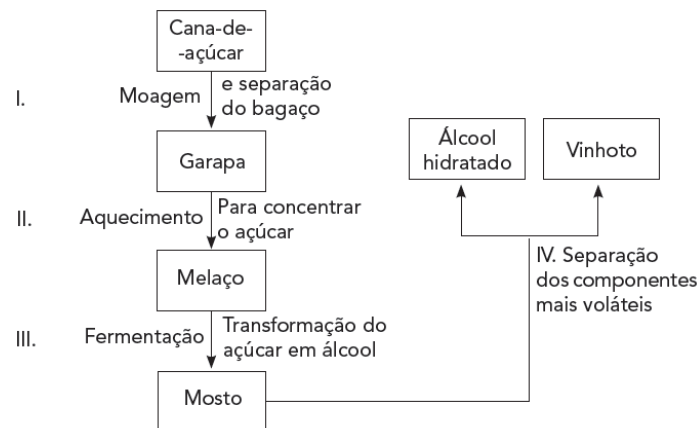 Cana-de-
-açúcar
I.
Moagem
e separação
do bagaço
Garapa
Álcool
hidratado
Vinhoto
II.
Aquecimento
Para concentrar
o açúcar
IV. Separação
dos componentes
mais voláteis
Melaço
III.
Fermentação
Transformação do
açúcar em álcool
Mosto